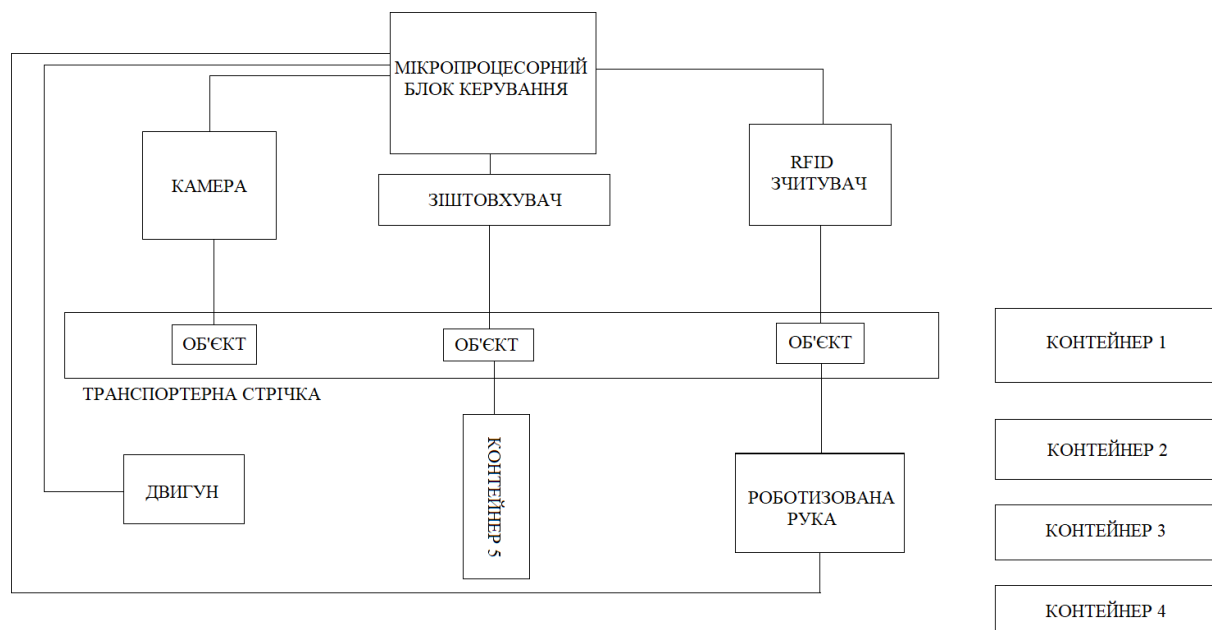 МІКРОПРОЦЕСОРНИЙ
БЛОК КЕРУВАННЯ
КАМЕРА
ЗІШТОВХУВАЧ
RFID
ЗЧИТУВАЧ
ОБ'ЄКТ
ОБ'ЄКТ
ОБ'ЄКТ
ТРАНСПОРТЕРНА СТРІЧКА
ДВИГУН
КОНТЕЙНЕР 5
РОБОТИЗОВАНА
РУКА
КОНТЕЙНЕР 1
КОНТЕЙНЕР 2
КОНТЕЙНЕР 3
КОНТЕЙНЕР 4